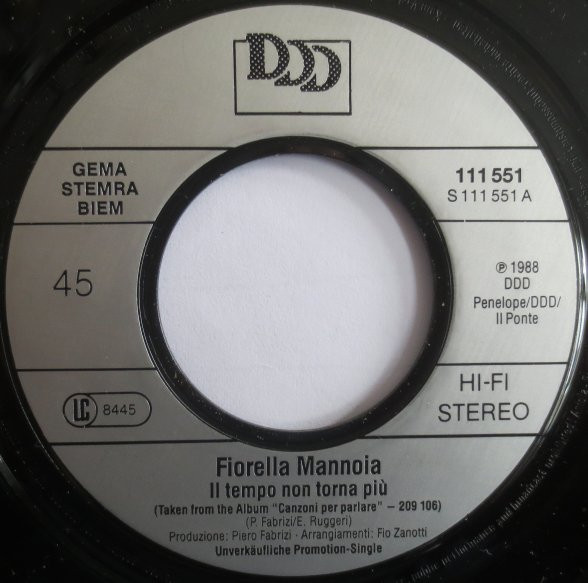 DDD
GEMA
STEMRA
BIEM
111 551
S 111 551 A
45
℗ 1988
DDD
Penelope/DDD/
Il Ponte
LC 8445
HI-FI
STEREO
Fiorella Mannoia
Il tempo non torna più
(Taken from the Album "Canzoni per parlare" – 209 106)
(P. Fabrizi/E. Ruggeri)
Produzione: Piero Fabrizi - Arrangiamenti: Fio Zanotti
Unverkäufliche Promotion-Single